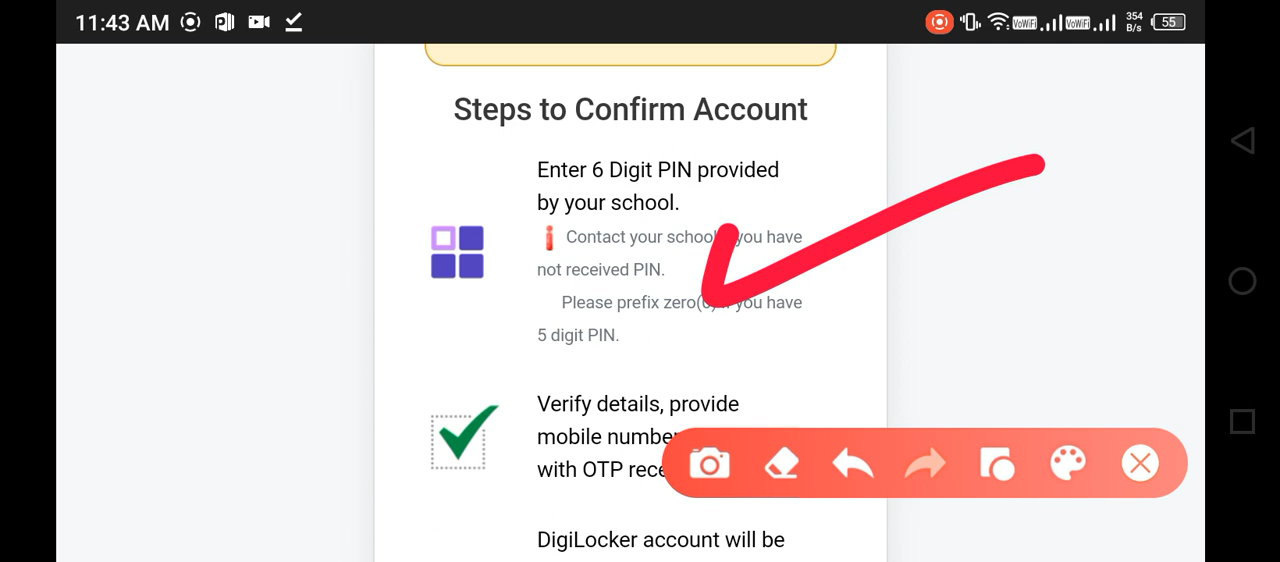 11:43 AM
VoWiFi VoWiFi 354 B/s 55
Steps to Confirm Account
Enter 6 Digit PIN provided
by your school.
Contact your school you have
not received PIN.
Please prefix zero(0) you have
5 digit PIN.
Verify details, provide
mobile number
with OTP rece
DigiLocker account will be